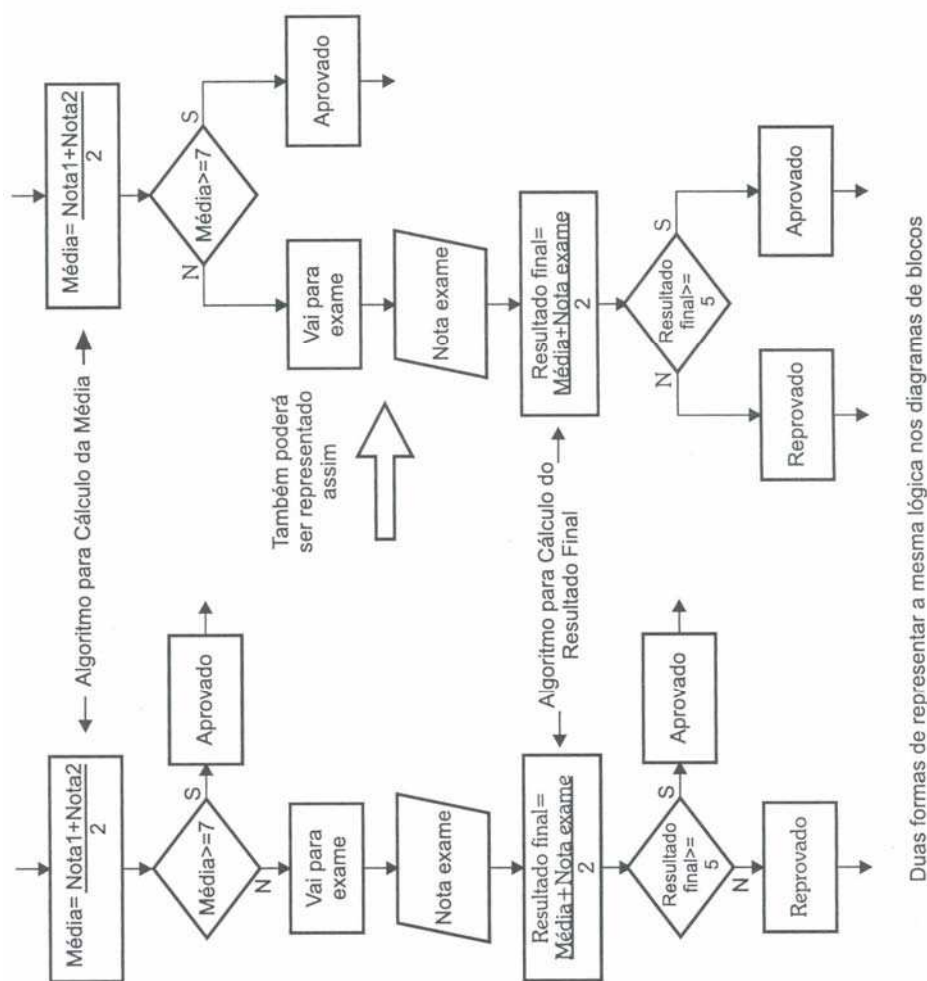 Média= Nota1+Nota2
2
Média>=7
S
N
Aprovado
Vai para
exame
Nota exame
Resultado final=
Média+Nota exame
2
Resultado
final>=
5
S
N
Aprovado
Reprovado
Algoritmo para Cálculo da Média
Também poderá
ser representado
assim
Algoritmo para Cálculo do
Resultado Final
Média= Nota1+Nota2
2
Média>=7
N
S
Vai para
exame
Aprovado
Nota exame
Resultado final=
Média+Nota exame
2
Resultado
final>=
5
N
S
Reprovado
Aprovado
Duas formas de representar a mesma lógica nos diagramas de blocos